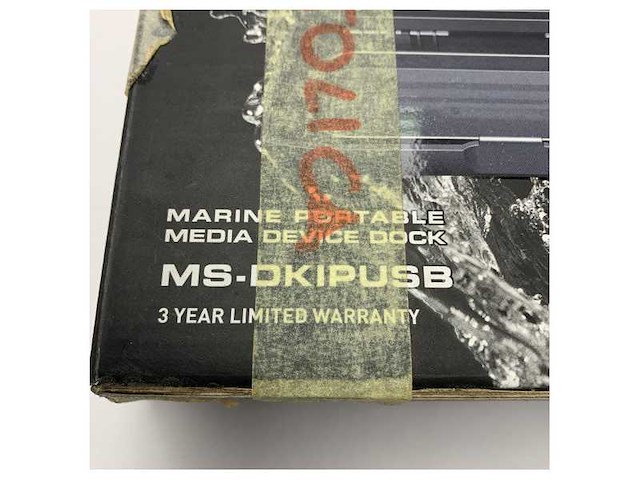 MARINE PORTABLE
MEDIA DEVICE DOCK
MS-DKIPUSB
3 YEAR LIMITED WARRANTY